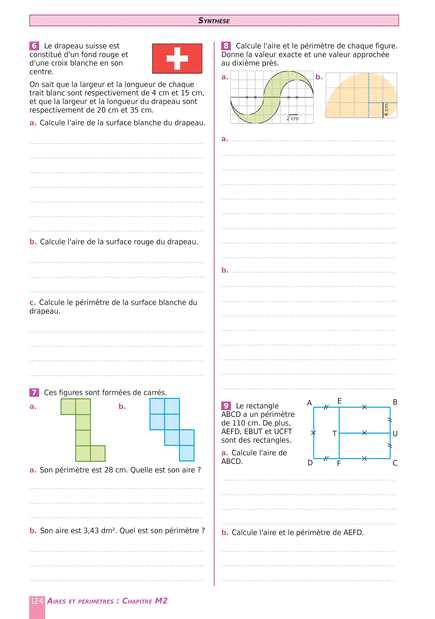 SYNTHÈSE
6 Le drapeau suisse est
constitué d'un fond rouge et
d'une croix blanche en son
centre.
On sait que la largeur et la longueur de chaque
trait blanc sont respectivement de 4 cm et 15 cm,
et que la largeur et la longueur du drapeau sont
respectivement de 20 cm et 35 cm.
a. Calcule l'aire de la surface blanche du drapeau.
b. Calcule l'aire de la surface rouge du drapeau.
c. Calcule le périmètre de la surface blanche du
drapeau.
7 Ces figures sont formées de carrés.
a.
b.
a. Son périmètre est 28 cm. Quelle est son aire ?
b. Son aire est 3,43 dm². Quel est son périmètre ?
8 Calcule l'aire et le périmètre de chaque figure.
Donne la valeur exacte et une valeur approchée
au dixième près.
a.
2 cm
b.
4 cm
a.
b.
9 Le rectangle
ABCD a un périmètre
de 110 cm. De plus,
AEFD, EBUT et UCFT
sont des rectangles.
a. Calcule l'aire de
ABCD.
A E B
T U
D F C
b. Calcule l'aire et le périmètre de AEFD.
124 AIRES ET PÉRIMÈTRES : CHAPITRE M2